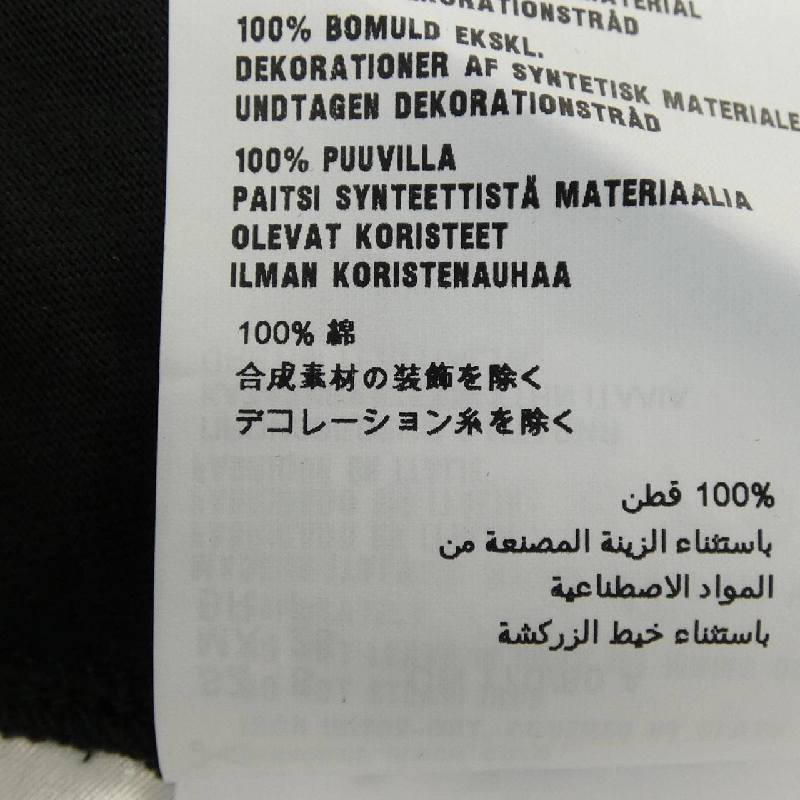 MATERIAL
DEKORATIONSTRÅD
100% BOMULD EKSKL.
DEKORATIONER AF SYNTETISK MATERIALE
UNDTAGEN DEKORATIONSTRÅD
100% PUUVILLA
PAITSI SYNTEETTISTÄ MATERIAALIA
OLEVAT KORISTEET
ILMAN KORISTENAUHAA
100% 綿
合成素材の装飾を除く
デコレーション糸を除く
100% قطن
باستثناء الزينة المصنعة من
المواد الاصطناعية
باستثناء خيط الزركشة